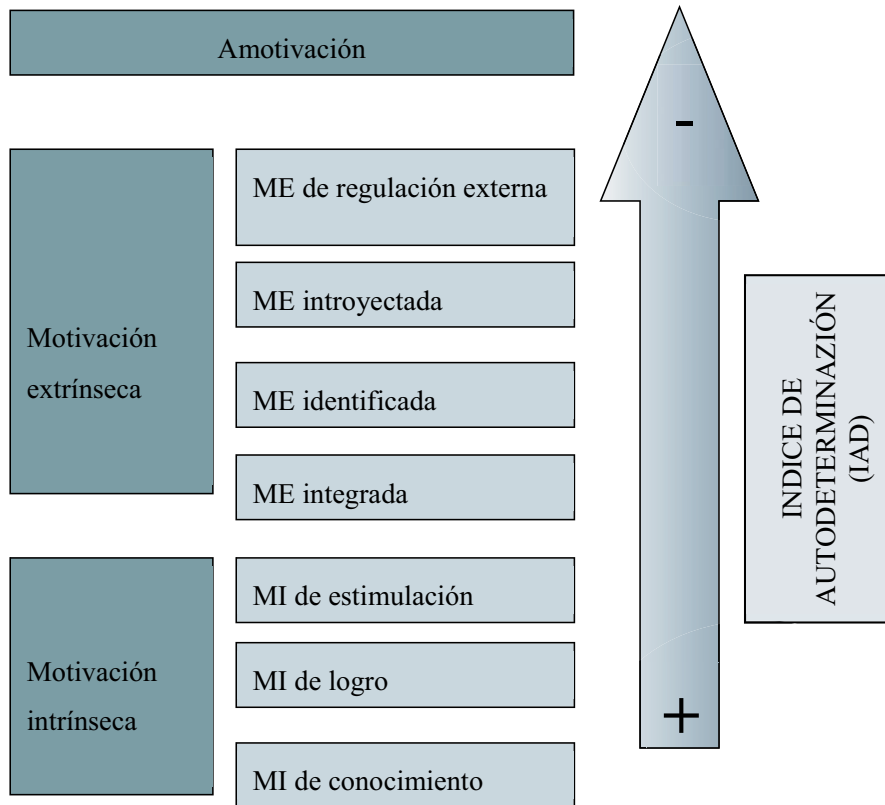 Amotivación
-
ME de regulación externa
ME introyectada
Motivación
extrínseca
ME identificada
ME integrada
MI de estimulación
Motivación
intrínseca
MI de logro
MI de conocimiento
+
INDICE DE
AUTODETERMINAZIÓN
(IAD)